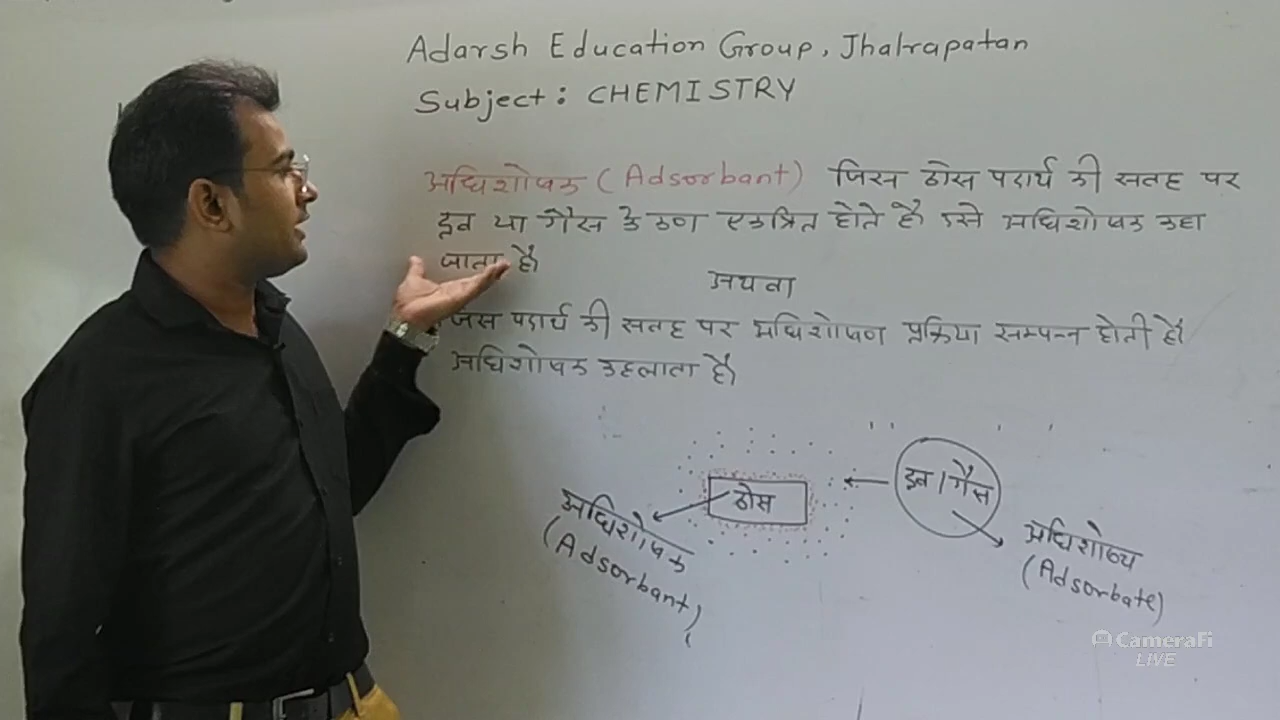 Adarsh Education Group, Jhalrapatan
Subject: CHEMISTRY
अधिशोषक (Adsorbant) जिस ठोस पदार्थ की सतह पर
द्रव या गैस के कण एकत्रित होते हैं उसे अधिशोषक कहा
जाता है।
अथवा
जिस पदार्थ की सतह पर अधिशोषण प्रक्रिया सम्पन्न होती है।
अधिशोषक कहलाता है।
ठोस
द्रव/गैस
अधिशोषक
(Adsorbant)
अधिशोष्य
(Adsorbate)
CameraFi
LIVE